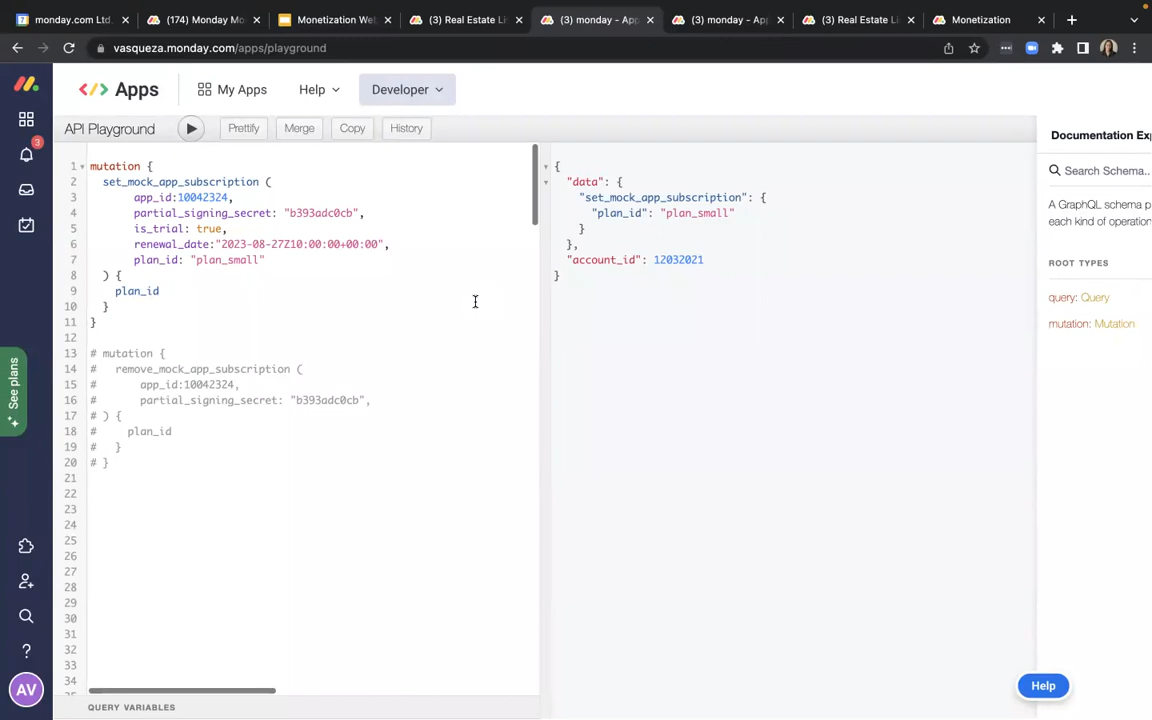 monday.com Ltd.
(174) Monday Mo
Monetization Web
(3) Real Estate Li
(3) monday - App
(3) monday - App
(3) Real Estate Li
Monetization
vasqueza.monday.com/apps/playground
</> Apps
My Apps
Help
Developer
API Playground
Prettify
Merge
Copy
History
3
See plans
AV
1 mutation {
2 set_mock_app_subscription (
3 app_id:10042324,
4 partial_signing_secret: "b393adc0cb",
5 is_trial: true,
6 renewal_date:"2023-08-27Z10:00:00+00:00",
7 plan_id: "plan_small"
8 ) {
9 plan_id
10 }
11 }
12
13 # mutation {
14 # remove_mock_app_subscription (
15 # app_id:10042324,
16 # partial_signing_secret: "b393adc0cb",
17 # ) {
18 # plan_id
19 # }
20 # }
21
22
23
24
25
26
27
28
29
30
31
32
33
34
QUERY VARIABLES
{
"data": {
"set_mock_app_subscription": {
"plan_id": "plan_small"
}
},
"account_id": 12032021
}
Documentation Exp
Search Schema...
A GraphQL schema p
each kind of operation
ROOT TYPES
query: Query
mutation: Mutation
Help